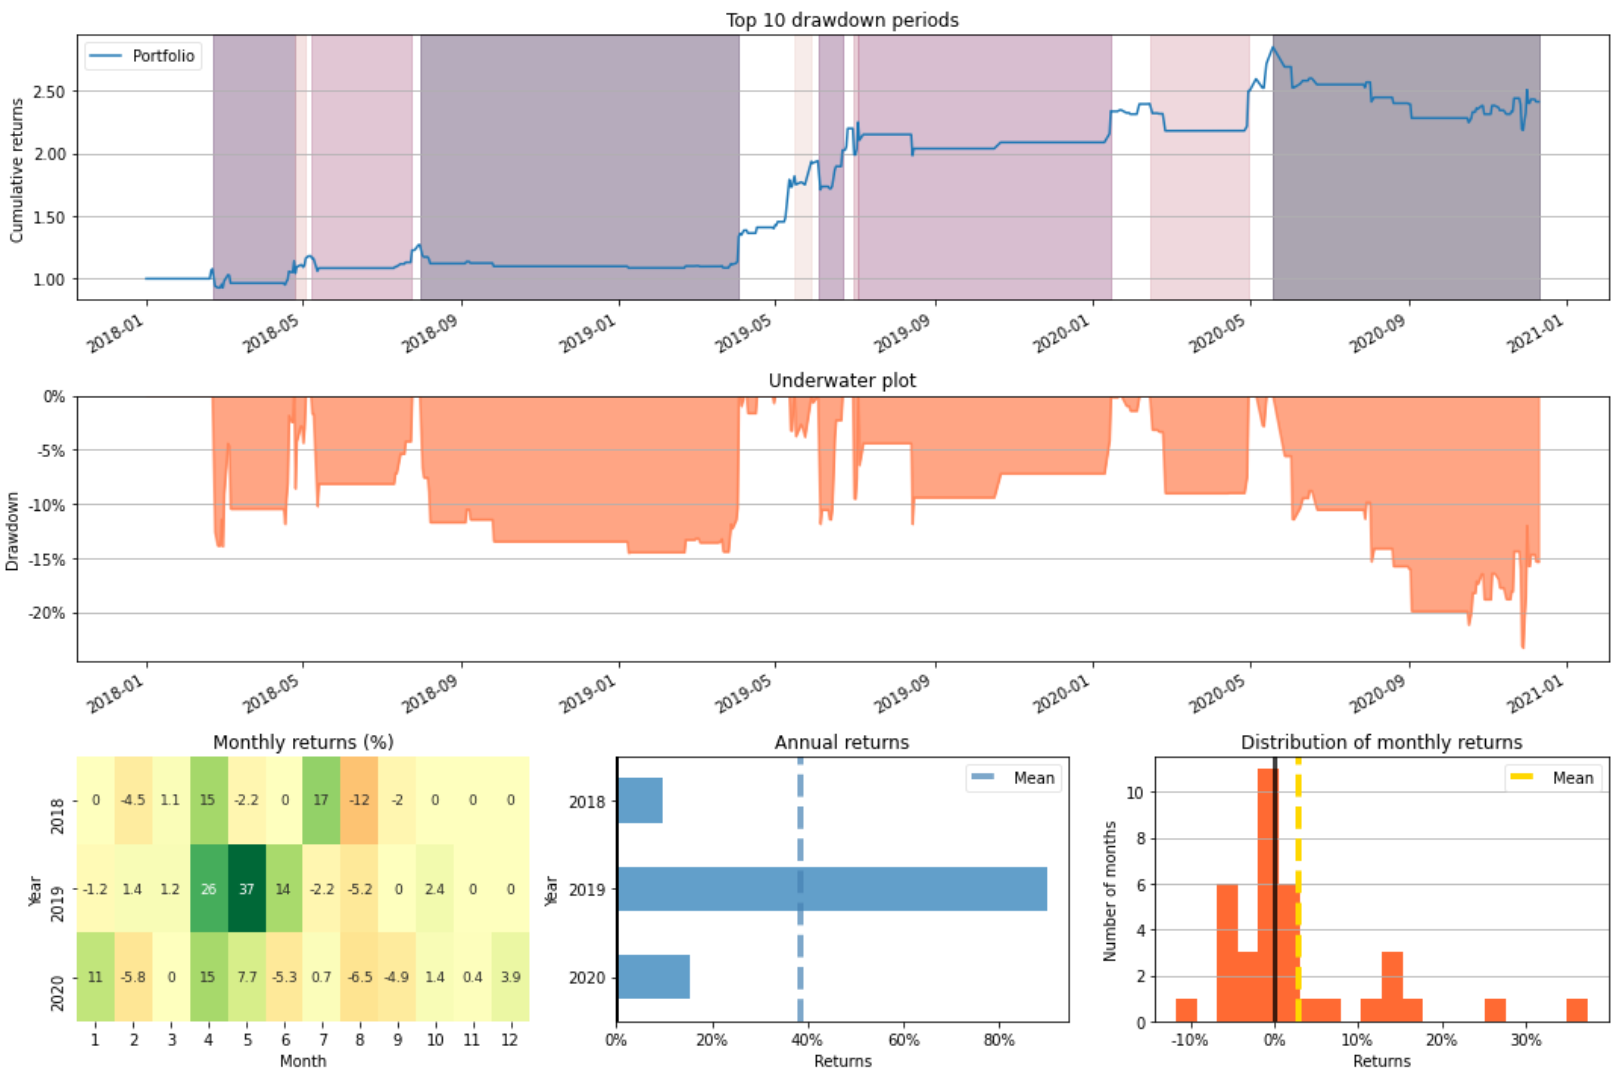 Top 10 drawdown periods
Portfolio
Cumulative returns
2.50
2.00
1.50
1.00
2018-01 2018-05 2018-09 2019-01 2019-05 2019-09 2020-01 2020-05 2020-09 2021-01
Underwater plot
Drawdown
0%
-5%
-10%
-15%
-20%
2018-01 2018-05 2018-09 2019-01 2019-05 2019-09 2020-01 2020-05 2020-09 2021-01
Monthly returns (%)
Year
2018 0 -4.5 1.1 15 -2.2 0 17 -12 -2 0 0 0
2019 -1.2 1.4 1.2 26 37 14 -2.2 -5.2 0 2.4 0 0
2020 11 -5.8 0 15 7.7 -5.3 0.7 -6.5 -4.9 1.4 0.4 3.9
1 2 3 4 5 6 7 8 9 10 11 12
Month
Annual returns
Mean
Year
2018
2019
2020
0% 20% 40% 60% 80%
Returns
Distribution of monthly returns
Mean
Number of months
10
8
6
4
2
0
-10% 0% 10% 20% 30%
Returns